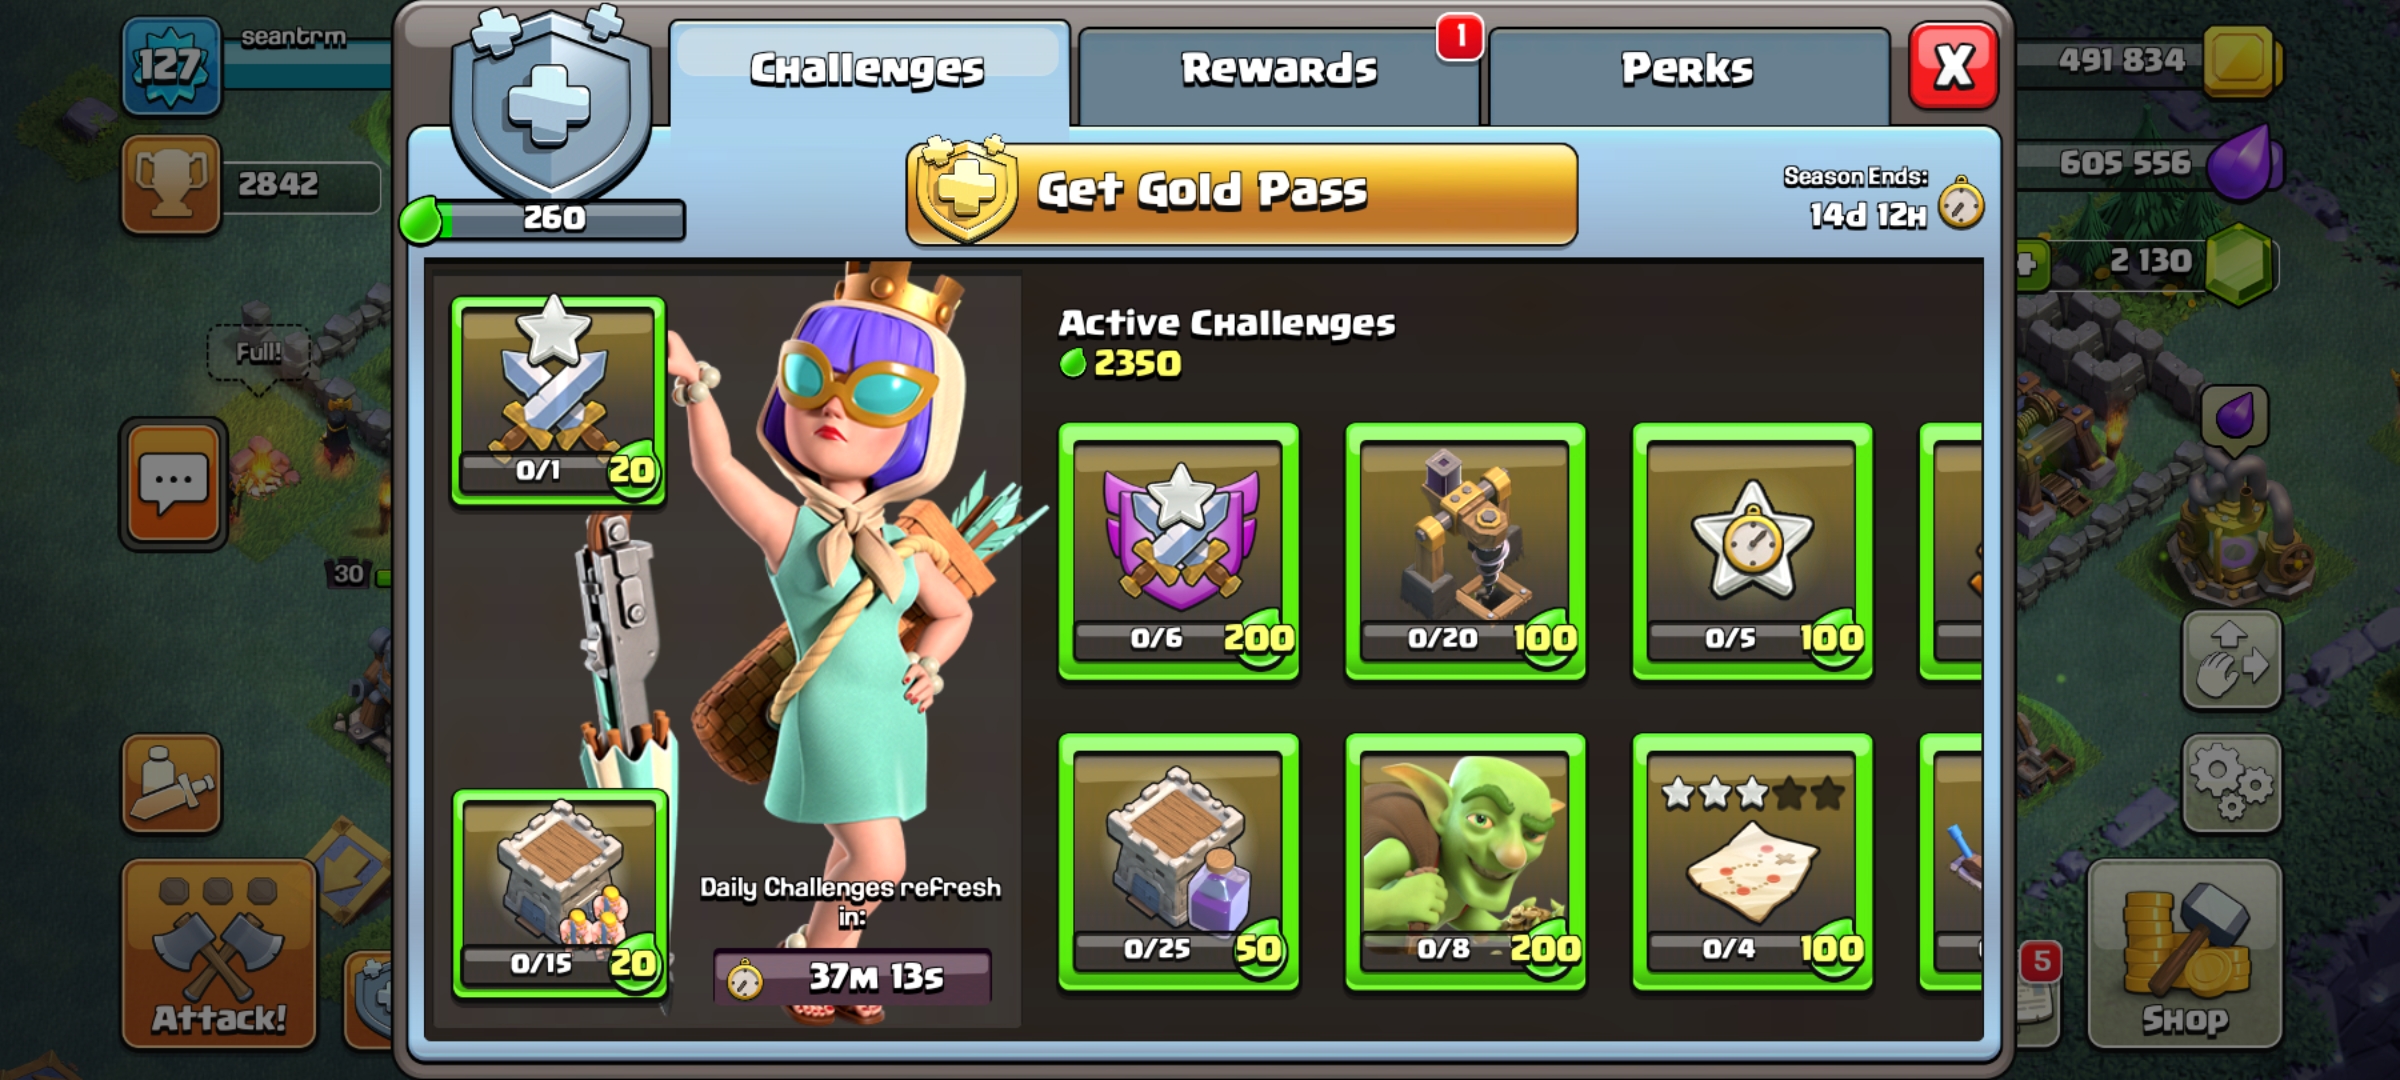 127
seantrm
2842
Full!
30
Attack!
Challenges
Rewards
1
Perks
X
260
Get Gold Pass
Season Ends:
14d 12H
491 834
605 556
2 130
0/1
20
0/15
20
Daily Challenges refresh
in:
37M 13s
Active Challenges
2350
0/6
200
0/20
100
0/5
100
0/25
50
0/8
200
0/4
100
5
Shop